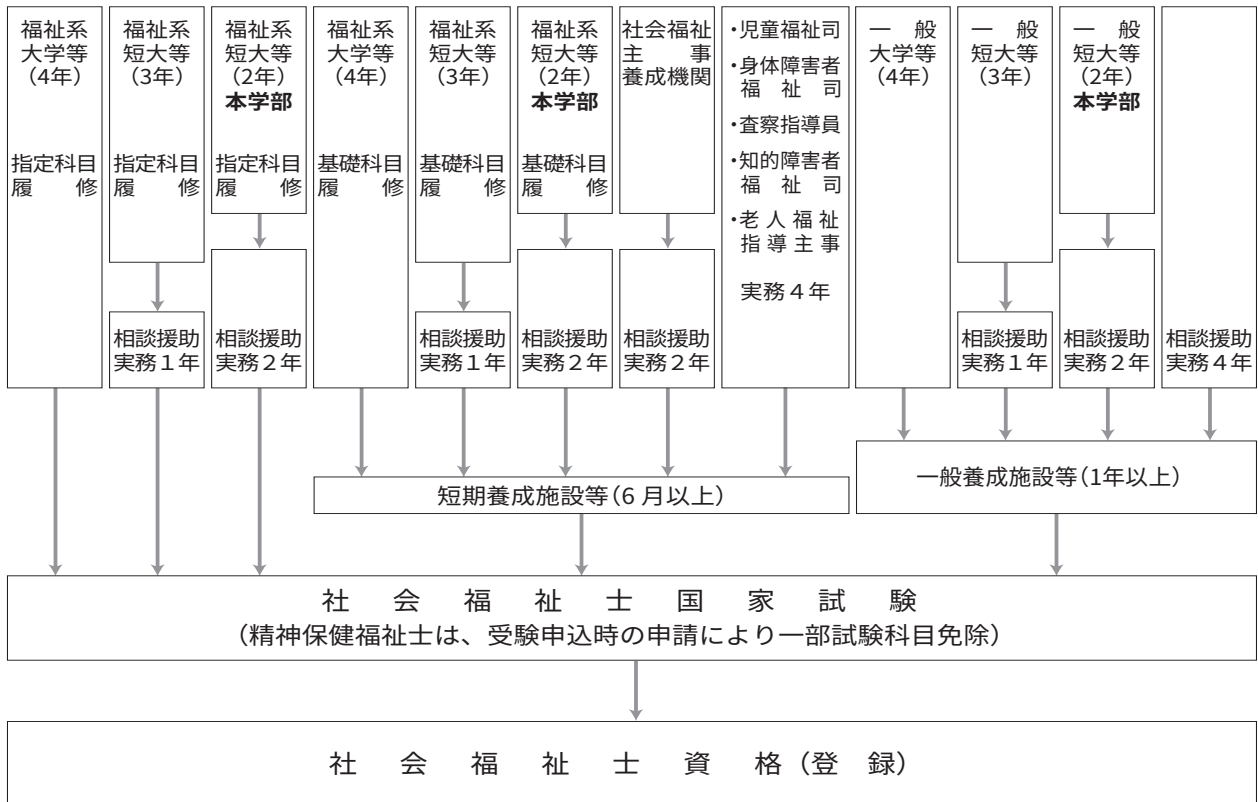 福祉系
大学等
(4年)
指定科目
履修
福祉系
短大等
(3年)
指定科目
履修
相談援助
実務1年
福祉系
短大等
(2年)
本学部
指定科目
履修
相談援助
実務2年
福祉系
大学等
(4年)
基礎科目
履修
福祉系
短大等
(3年)
基礎科目
履修
相談援助
実務1年
福祉系
短大等
(2年)
本学部
基礎科目
履修
相談援助
実務2年
社会福祉
主事
養成機関
相談援助
実務2年
・児童福祉司
・身体障害者
福祉司
・査察指導員
・知的障害者
福祉司
・老人福祉
指導主事
実務4年
一般
大学等(4年)
一般
短大等
(3年)
相談援助
実務1年
一般
短大等
(2年)
本学部
相談援助
実務2年
相談援助
実務4年
短期養成施設等(6月以上)
一般養成施設等(1年以上)
社会福祉士国家試験
(精神保健福祉士は、受験申込時の申請により一部試験科目免除)
社会福祉士資格(登録)